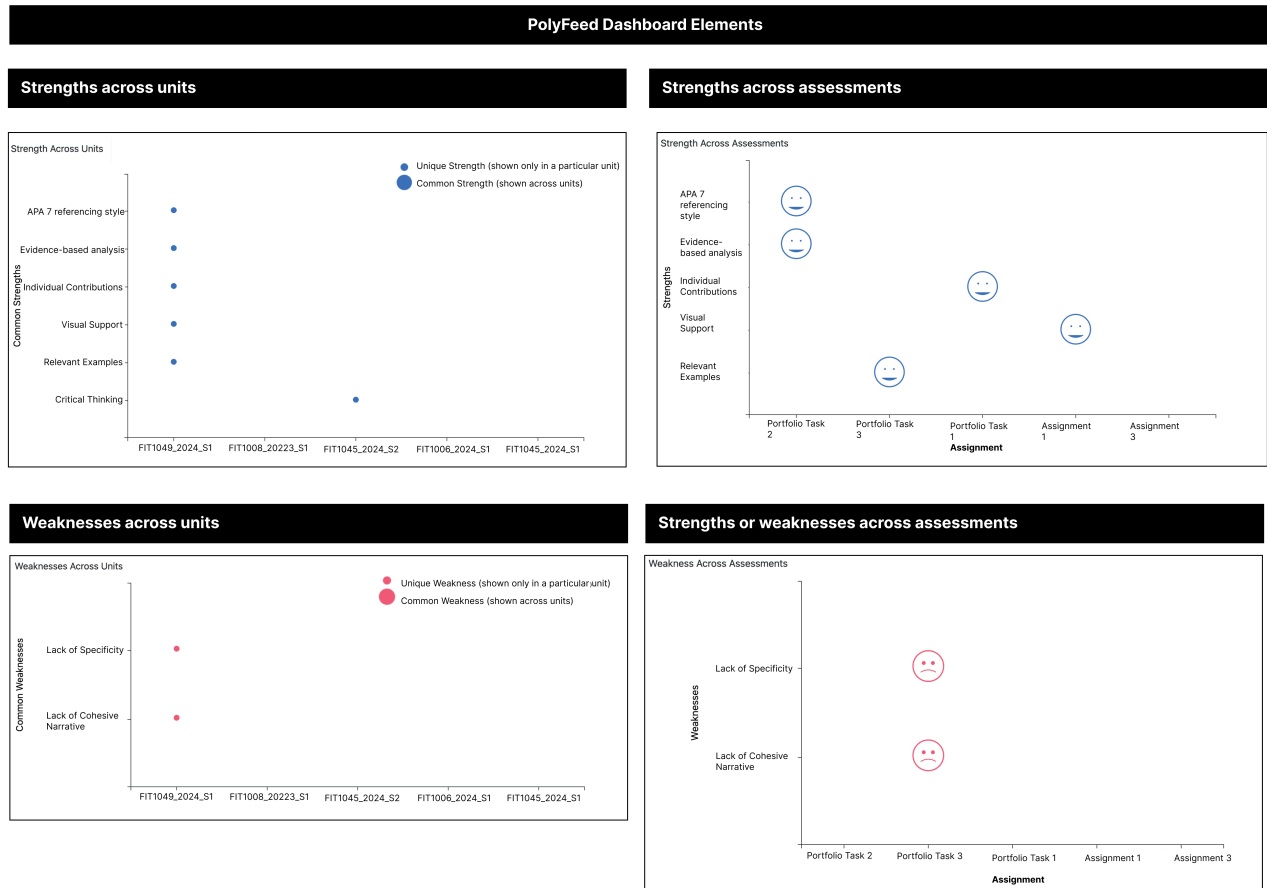 PolyFeed Dashboard Elements
Strengths across units
Strength Across Units
Unique Strength (shown only in a particular unit)
Common Strength (shown across units)
Common Strengths
APA 7 referencing style
Evidence-based analysis
Individual Contributions
Visual Support
Relevant Examples
Critical Thinking
FIT1049_2024_S1
FIT1008_20223_S1
FIT1045_2024_S2
FIT1006_2024_S1
FIT1045_2024_S1
Strengths across assessments
Strength Across Assessments
Strengths
APA 7
referencing
style
Evidence-
based analysis
Individual
Contributions
Visual
Support
Relevant
Examples
Portfolio Task
2
Portfolio Task
3
Portfolio Task
1
Assignment
1
Assignment
3
Assignment
Weaknesses across units
Weaknesses Across Units
Unique Weakness (shown only in a particular unit)
Common Weakness (shown across units)
Common Weaknesses
Lack of Specificity
Lack of Cohesive
Narrative
FIT1049_2024_S1
FIT1008_20223_S1
FIT1045_2024_S2
FIT1006_2024_S1
FIT1045_2024_S1
Strengths or weaknesses across assessments
Weakness Across Assessments
Weaknesses
Lack of Specificity
Lack of Cohesive
Narrative
Portfolio Task 2
Portfolio Task 3
Portfolio Task 1
Assignment 1
Assignment 3
Assignment